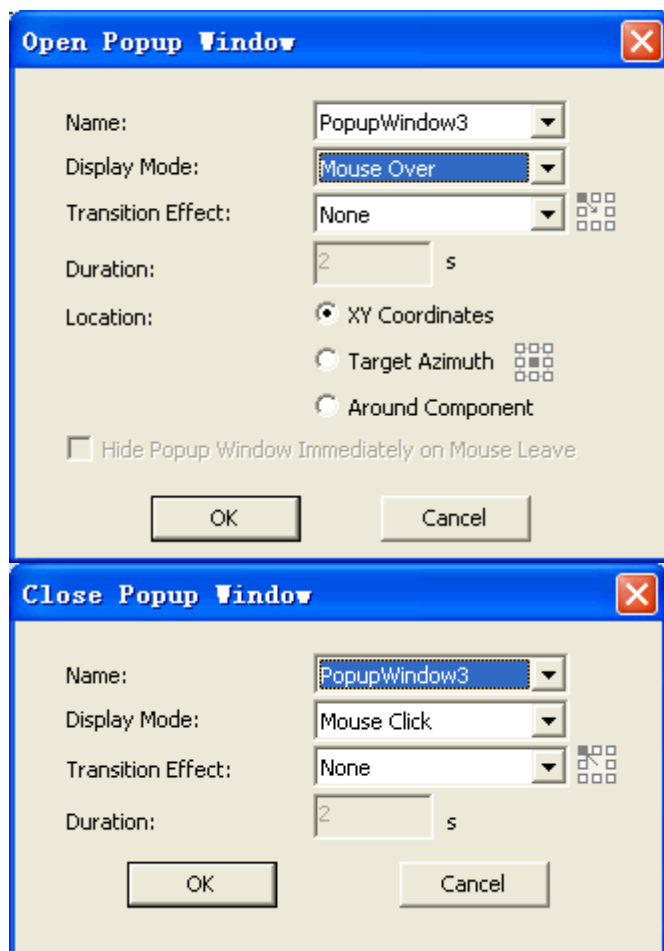 Open Popup Window
Name: PopupWindow3
Display Mode: Mouse Over
Transition Effect: None
Duration: 2 s
Location: XY Coordinates
Target Azimuth
Around Component
Hide Popup Window Immediately on Mouse Leave
OK Cancel
Close Popup Window
Name: PopupWindow3
Display Mode: Mouse Click
Transition Effect: None
Duration: 2 s
OK Cancel